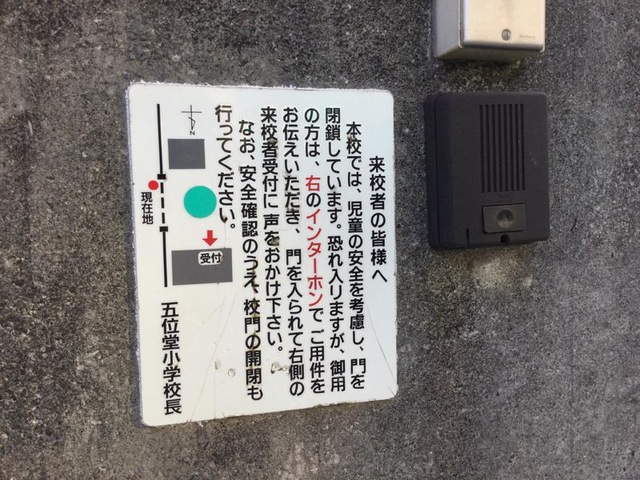 来校者の皆様へ
本校では、児童の安全を考慮し、門を
閉鎖しています。恐れ入りますが、御用
の方は、右のインターホンでご用件を
お伝えいただき、門を入られて右側の
来校者受付に声をおかけ下さい。
なお、安全確認のうえ、校門の開閉も
行ってください。
N
受付
現在地
五位堂小学校長